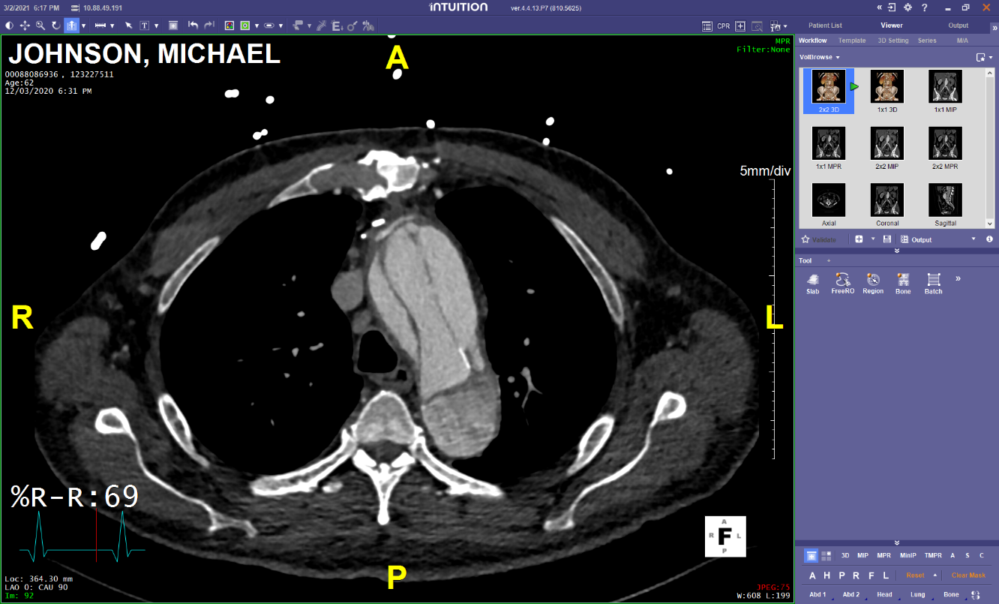 3/2/2021 6:17 PM 10.88.49.191 iNTUITION ver.4.4.13.P7 (810.5625)
T CPR
Patient List Viewer Output
Workflow Template 3D Setting Series M/A
VolBrowse
2x2 3D 1x1 3D 1x1 MIP
1x1 MPR 2x2 MIP 2x2 MPR
Axial Coronal Sagittal
Validate Output
Tool +
Slab FreeRO Region Bone Batch
3D MIP MPR MinIP TMPR A S C
A H P R F L Reset Clear Mask
Abd 1 Abd 2 Head Lung Bone
JOHNSON, MICHAEL
00088086936 , 123227511
Age:62
12/03/2020 6:31 PM
A
MPR
Filter:None
5mm/div
R
L
%R-R:69
A
R F L
P
P
Loc: 364.30 mm
LAO 0: CAU 90
Im: 92
JPEG:75
W:608 L:199